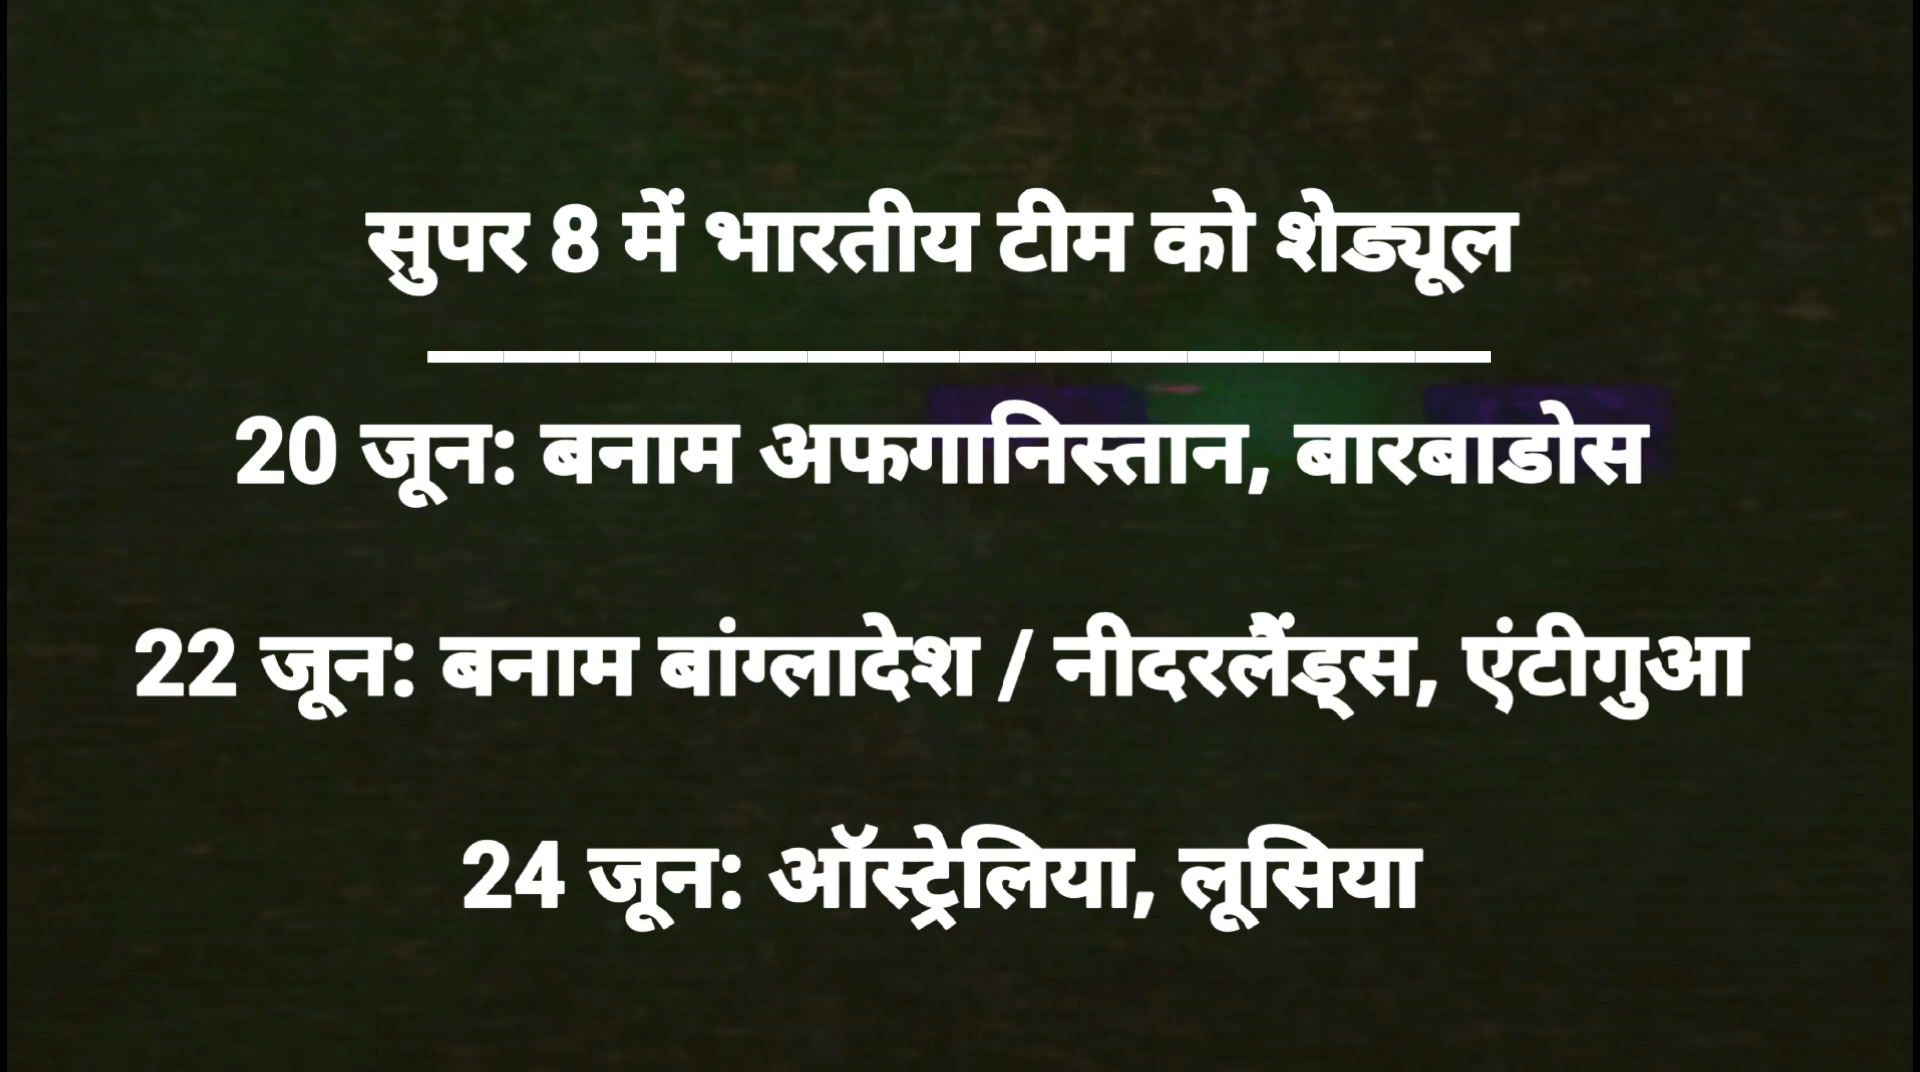 सुपर 8 में भारतीय टीम को शेड्यूल
20 जून: बनाम अफगानिस्तान, बारबाडोस
22 जून: बनाम बांग्लादेश / नीदरलैंड्स, एंटीगुआ
24 जून: ऑस्ट्रेलिया, लूसिया